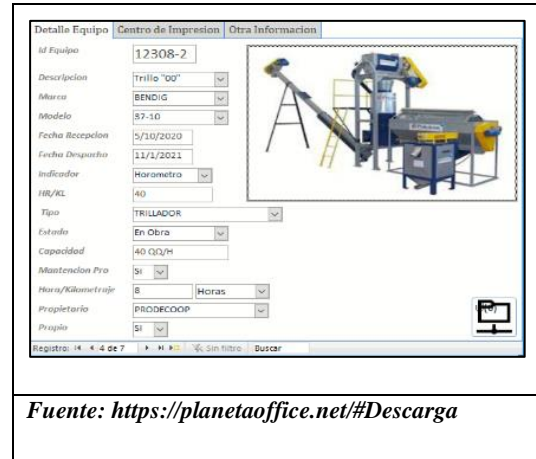 Detalle Equipo Centro de Impresion Otra Informacion
Id Equipo 12308-2
Descripcion Trillo "00"
Marca BENDIG
Modelo 37-10
Fecha Recepcion 5/10/2020
Fecha Despacho 11/1/2021
Indicador Horometro
HR/KL 40
Tipo TRILLADOR
Estado En Obra
Capacidad 40 QQ/H
Mantencion Pro SI
Hora/Kilometraje 8 Horas
Propietario PRODECOOP
Propio SI
Registro: 4 de 7 Sin filtro Buscar
Fuente: https://planetaoffice.net/#Descarga